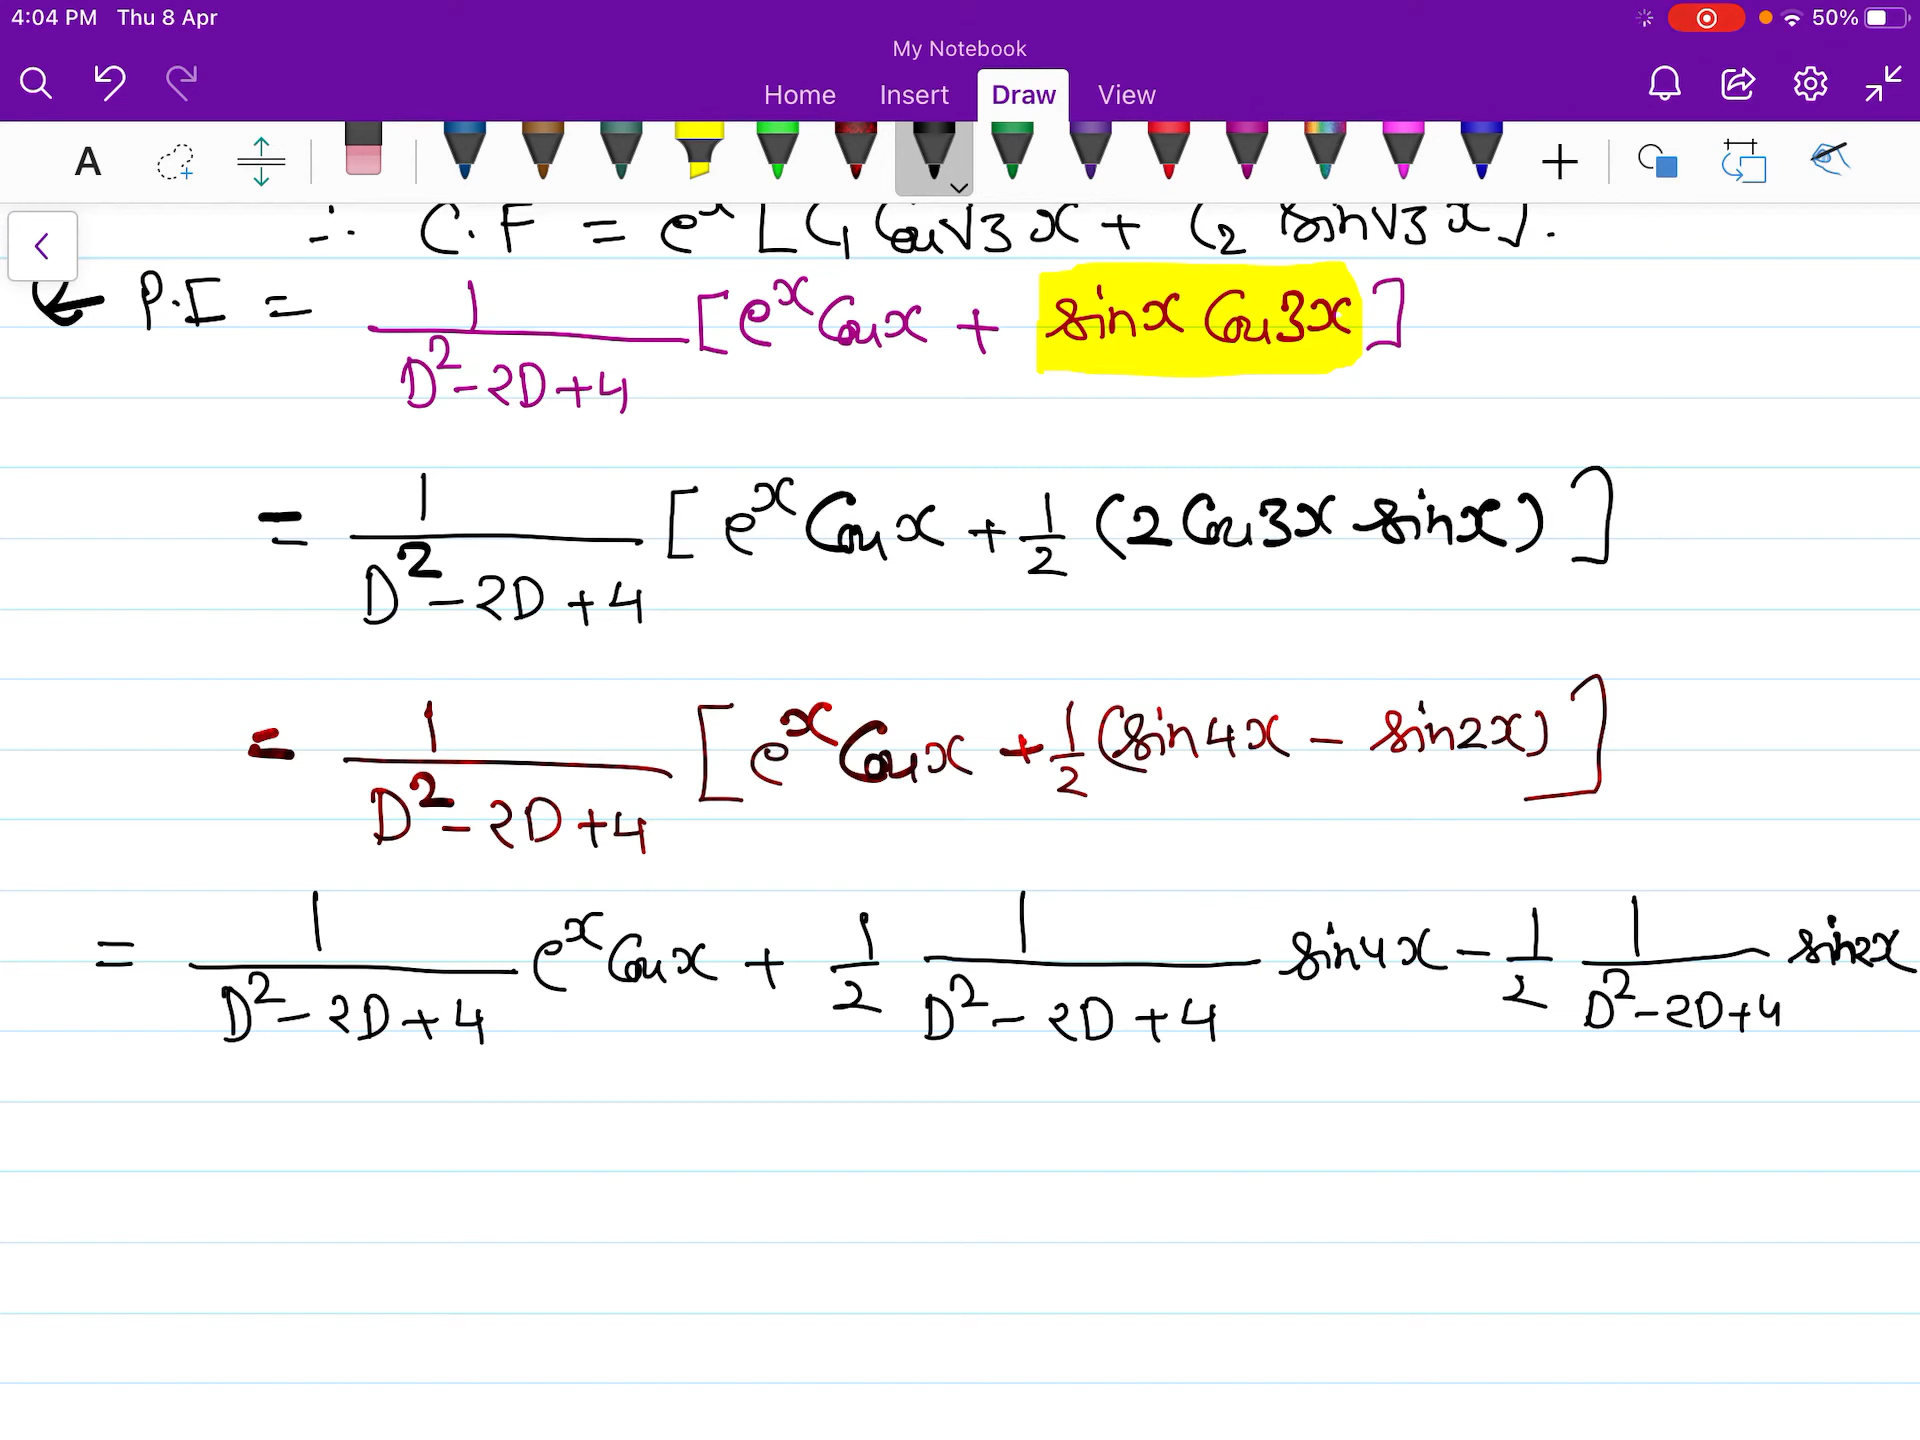 4:04 PM Thu 8 Apr 50%
My Notebook
Home Insert Draw View
A
∴ C.F = e^x [C₁ Cos√3 x + C₂ sin√3 x].
P.I = 1/(D²-2D+4) [e^x Cosx + sinx Cos3x]
= 1/(D²-2D+4) [e^x Cosx + 1/2 (2 Cos3x sinx)]
= 1/(D²-2D+4) [e^x Cosx + 1/2 (sin4x - sin2x)]
= 1/(D²-2D+4) e^x Cosx + 1/2 1/(D²-2D+4) sin4x - 1/2 1/(D²-2D+4) sin2x